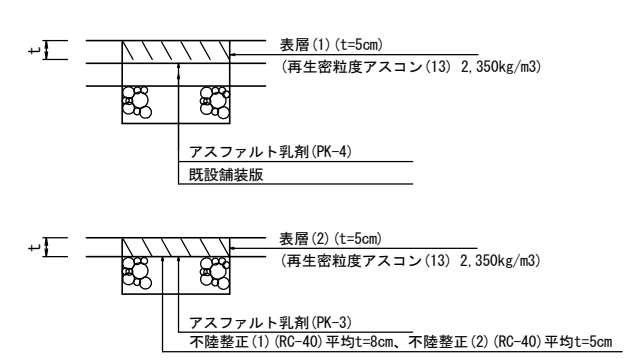 t
表層(1)(t=5cm)
(再生密粒度アスコン(13) 2,350kg/m3)
アスファルト乳剤(PK-4)
既設舗装版
t
表層(2)(t=5cm)
(再生密粒度アスコン(13) 2,350kg/m3)
アスファルト乳剤(PK-3)
不陸整正(1)(RC-40)平均t=8cm、不陸整正(2)(RC-40)平均t=5cm